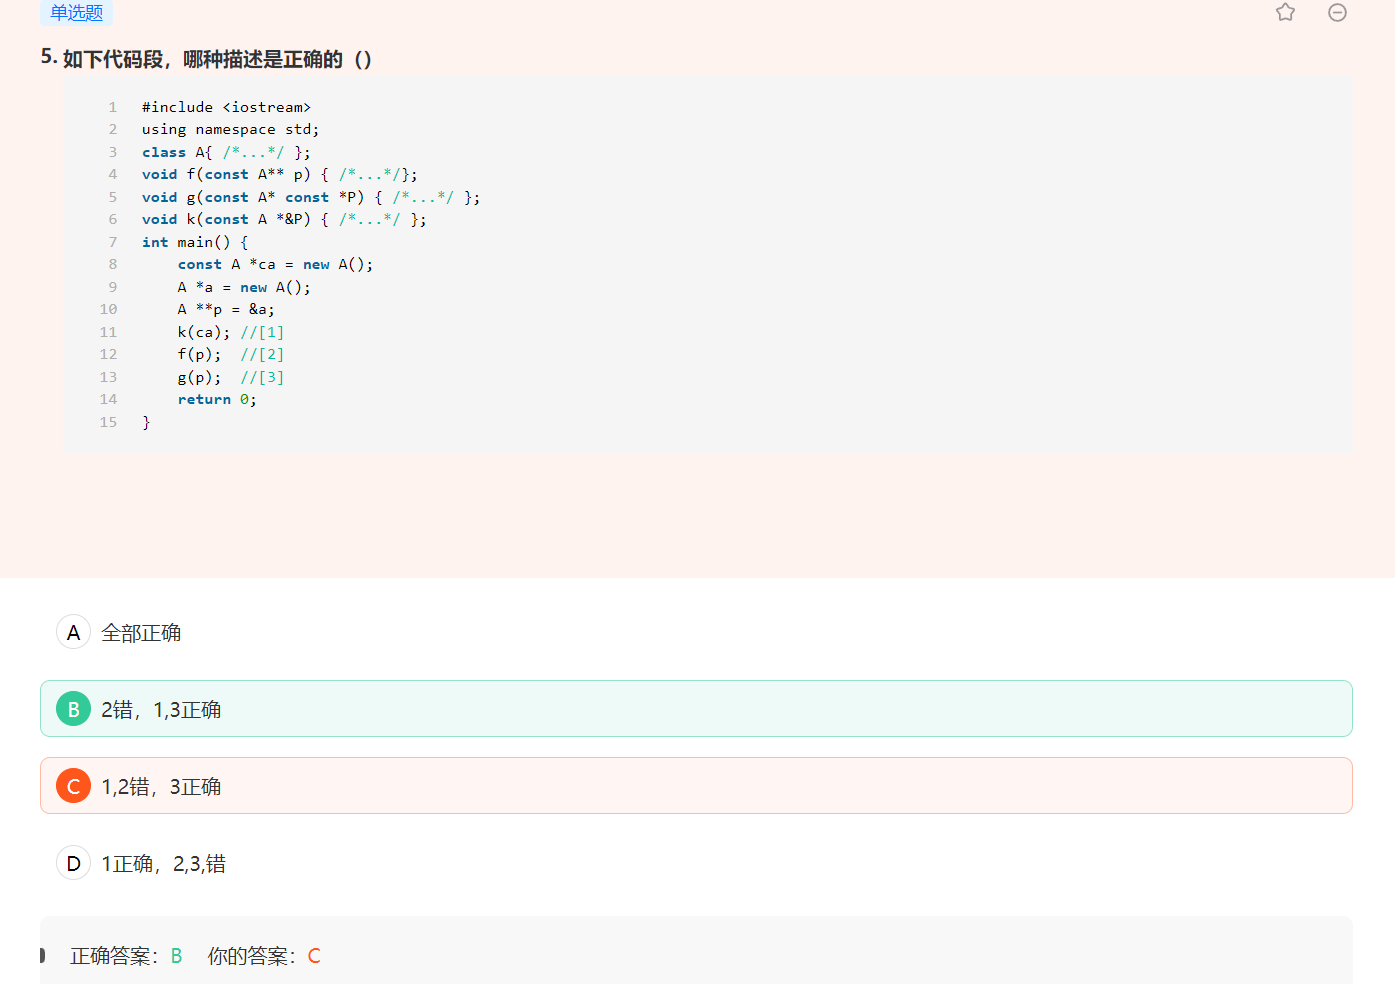 单选题
5. 如下代码段，哪种描述是正确的（）
1 #include <iostream>
2 using namespace std;
3 class A{ /*...*/ };
4 void f(const A** p) { /*...*/};
5 void g(const A* const *P) { /*...*/ };
6 void k(const A *&P) { /*...*/ };
7 int main() {
8     const A *ca = new A();
9     A *a = new A();
10     A **p = &a;
11     k(ca); //[1]
12     f(p);  //[2]
13     g(p);  //[3]
14     return 0;
15 }
A 全部正确
B 2错，1,3正确
C 1,2错，3正确
D 1正确，2,3,错
正确答案：B 你的答案：C